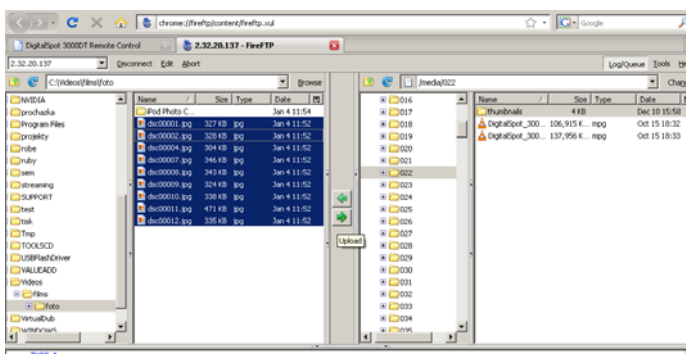 chrome://fireftp/content/fireftp.xul
Google
DigitalSpot 3000DT Remote Control
2.32.20.137 - FireFTP
2.32.20.137
Disconnect Edit Abort
Log/Queue Tools
C:\Videos\films\foto
Browse
/media/022
NVIDIA
prochazka
Program Files
projekty
robe
ruby
sem
streaming
SUPPORT
test
tisk
Tmp
TOOLSCD
USBFlashDriver
VALUEADD
Videos
films
foto
VirtualDub
WINDOWS
Name Size Type Date
iPod Photo C... Jan 4 11:54
dsc00001.jpg 327 KB jpg Jan 4 11:52
dsc00002.jpg 328 KB jpg Jan 4 11:52
dsc00004.jpg 304 KB jpg Jan 4 11:52
dsc00007.jpg 346 KB jpg Jan 4 11:52
dsc00008.jpg 343 KB jpg Jan 4 11:52
dsc00009.jpg 324 KB jpg Jan 4 11:52
dsc00010.jpg 338 KB jpg Jan 4 11:52
dsc00011.jpg 471 KB jpg Jan 4 11:52
dsc00012.jpg 335 KB jpg Jan 4 11:52
Upload
016
017
018
019
020
021
022
023
024
025
026
027
028
029
030
031
032
033
034
035
Name Size Type Date
thumbnails 4 KB Dec 10 15:58
DigitalSpot_300... 106,915 K... mpg Oct 15 18:32
DigitalSpot_300... 137,956 K... mpg Oct 15 18:33